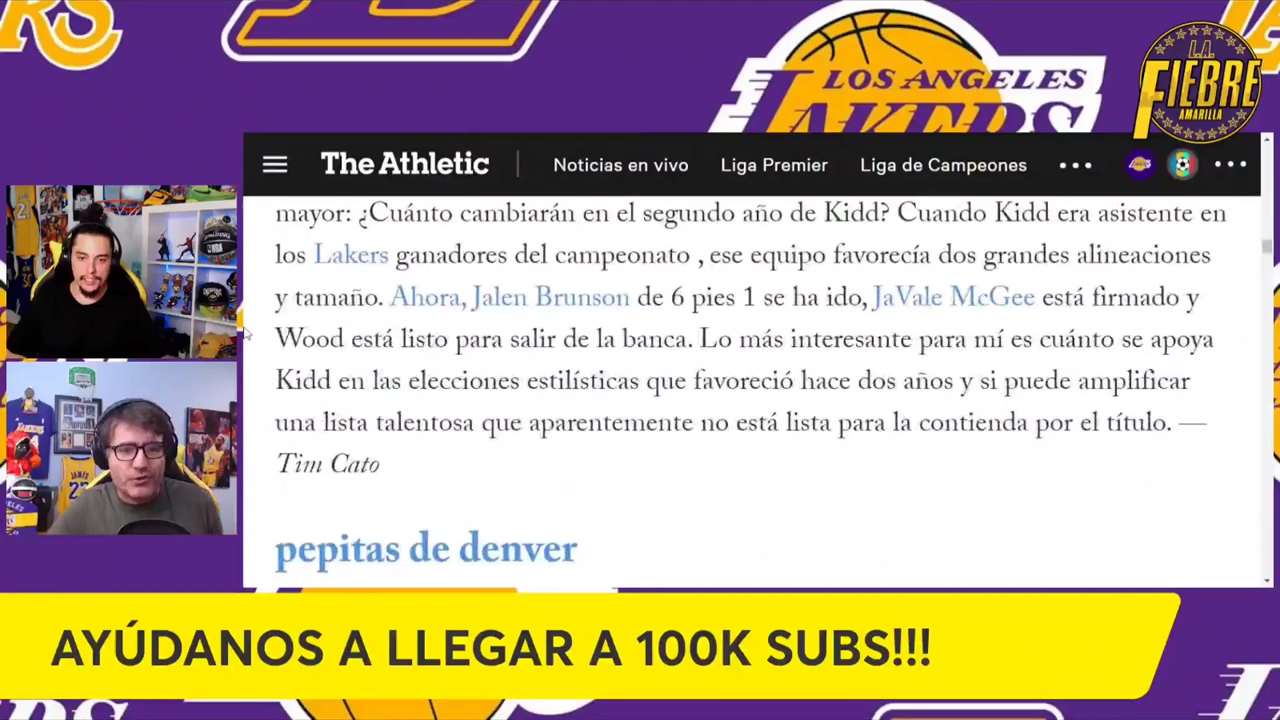 LOS ANGELES
LAKERS
L.A.
FIEBRE
AMARILLA
The Athletic
Noticias en vivo
Liga Premier
Liga de Campeones
mayor: ¿Cuánto cambiarán en el segundo año de Kidd? Cuando Kidd era asistente en
los Lakers ganadores del campeonato , ese equipo favorecía dos grandes alineaciones
y tamaño. Ahora, Jalen Brunson de 6 pies 1 se ha ido, JaVale McGee está firmado y
Wood está listo para salir de la banca. Lo más interesante para mí es cuánto se apoya
Kidd en las elecciones estilísticas que favoreció hace dos años y si puede amplificar
una lista talentosa que aparentemente no está lista para la contienda por el título. —
Tim Cato
pepitas de denver
AYÚDANOS A LLEGAR A 100K SUBS!!!